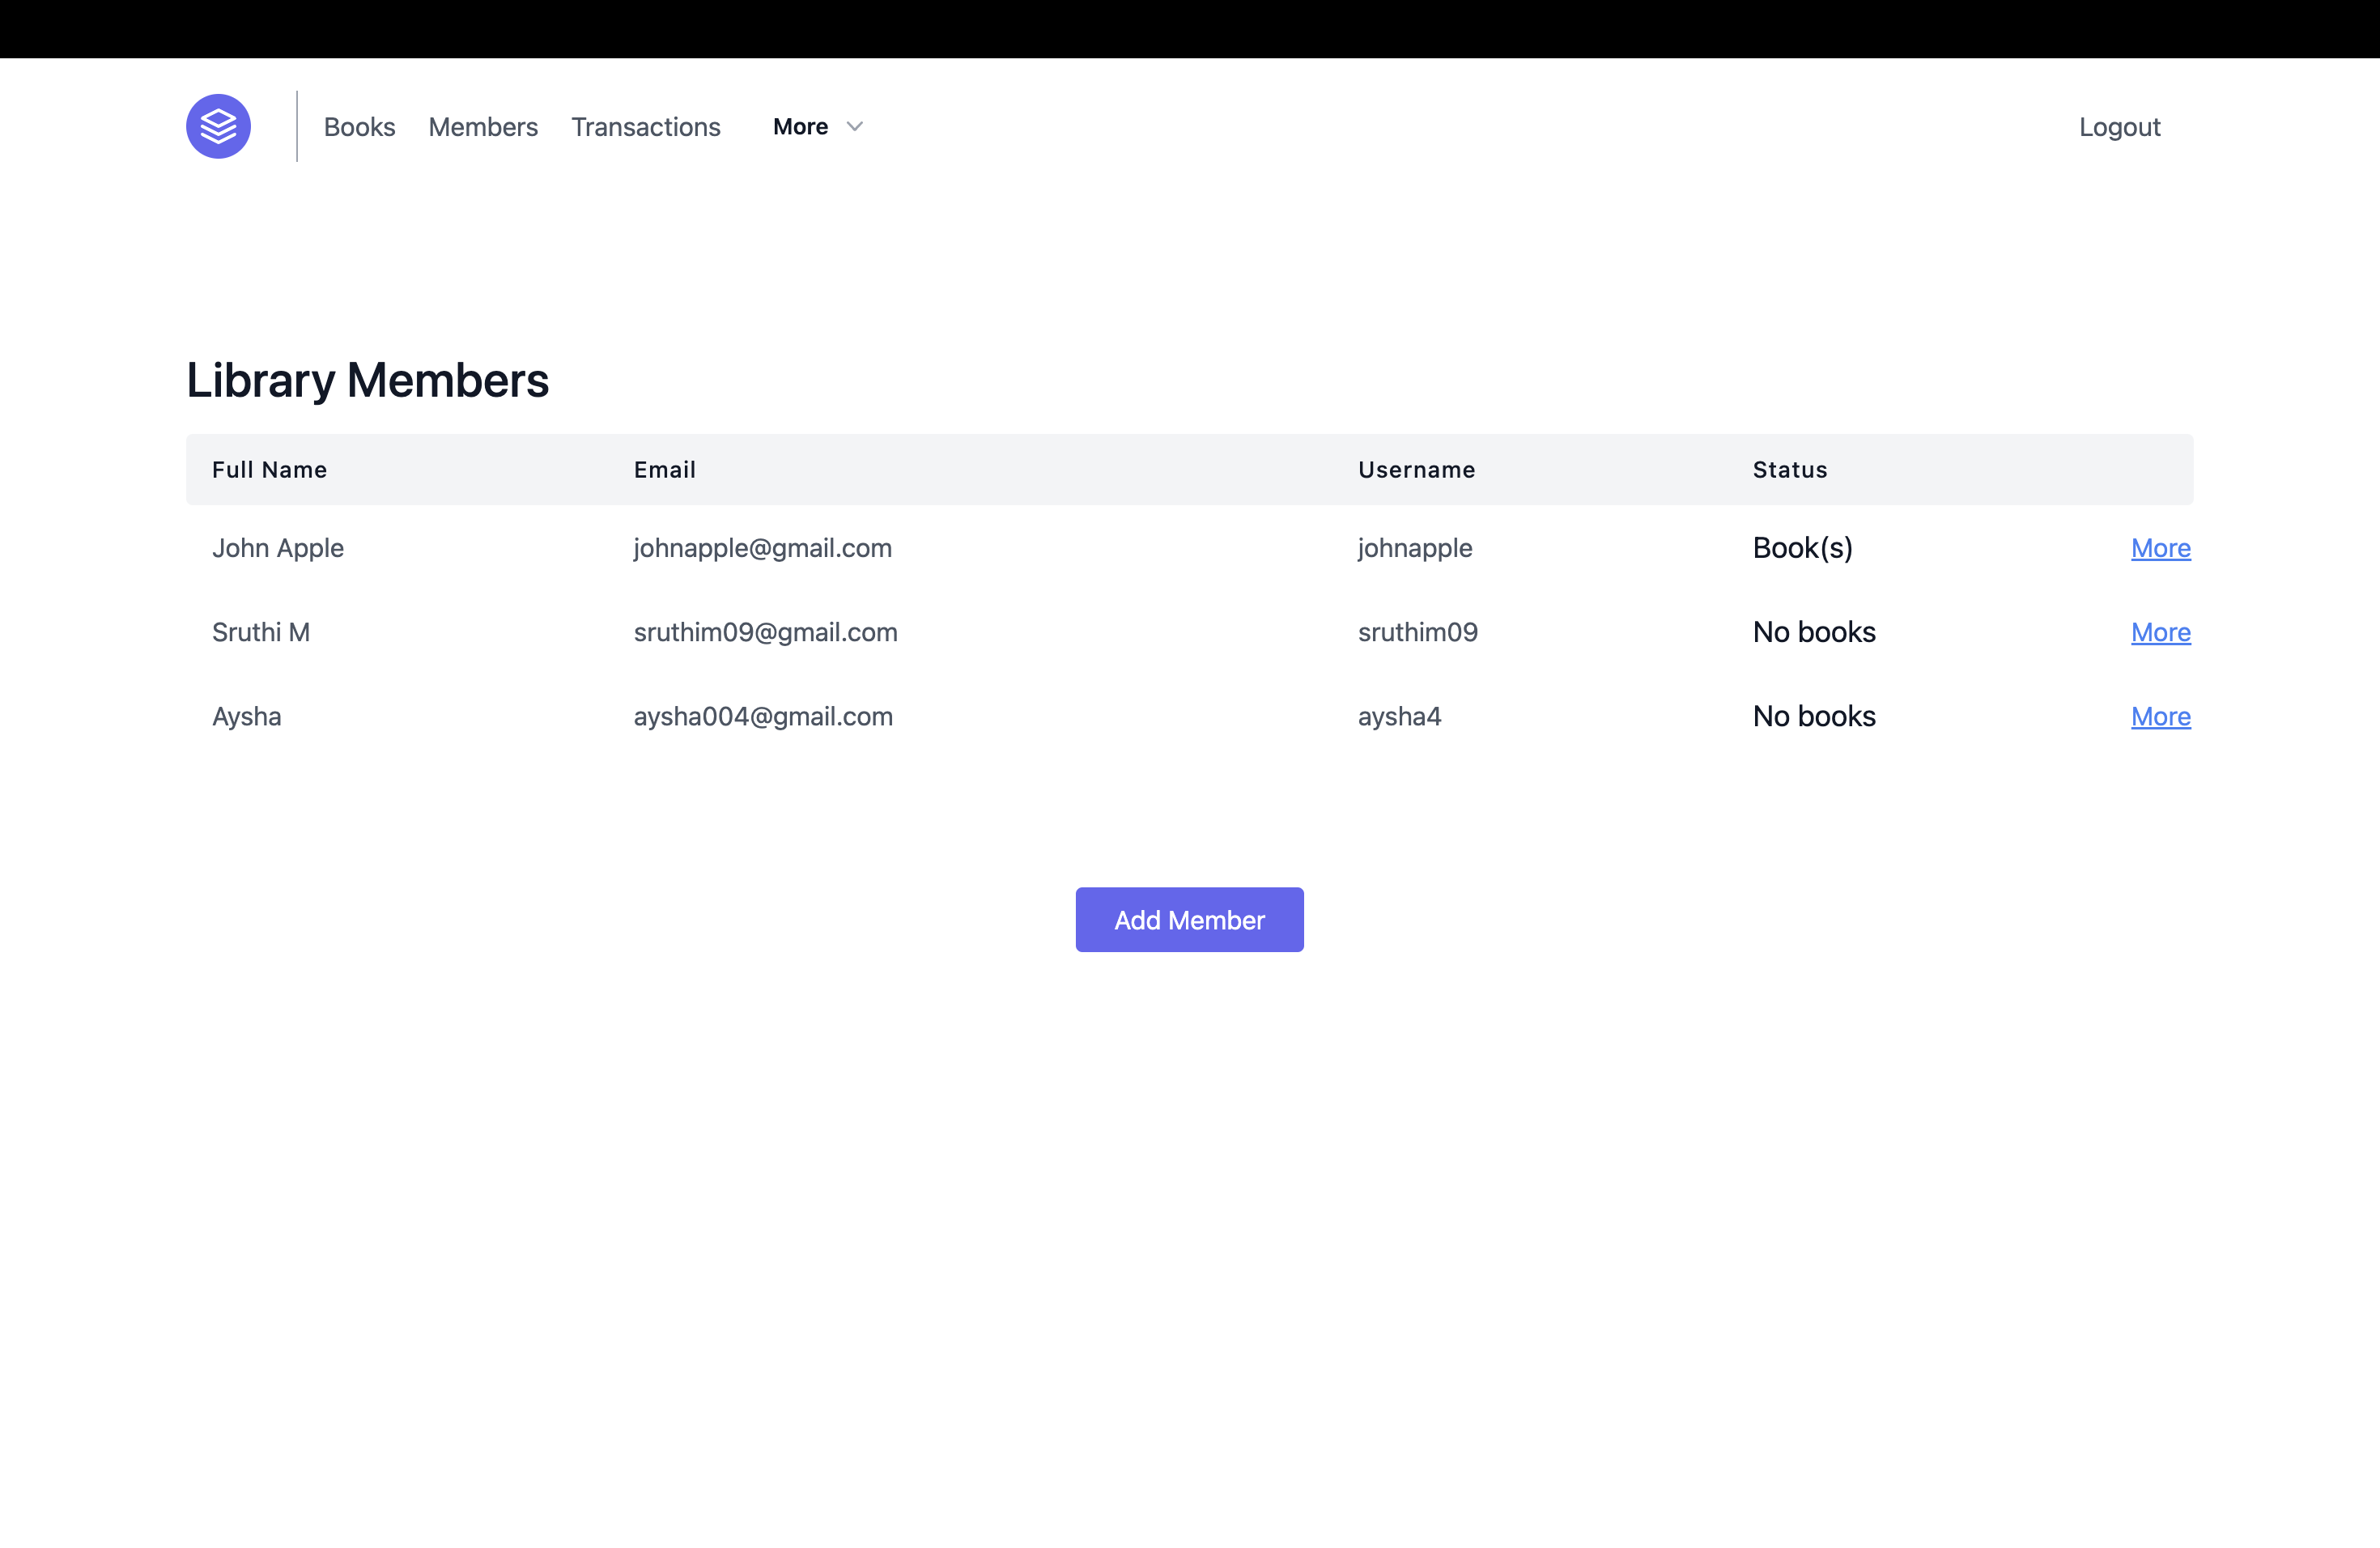 Books Members Transactions More Logout
Library Members
Full Name Email Username Status
John Apple johnapple@gmail.com johnapple Book(s) More
Sruthi M sruthim09@gmail.com sruthim09 No books More
Aysha aysha004@gmail.com aysha4 No books More
Add Member